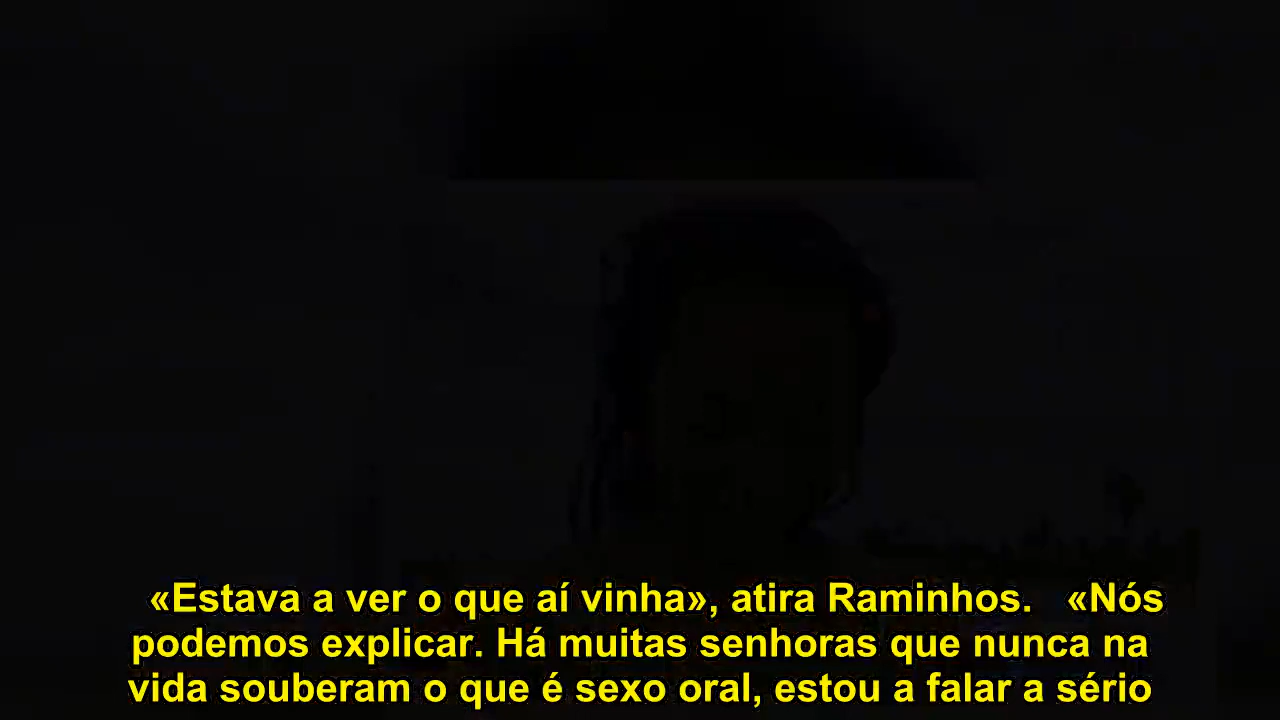 «Estava a ver o que aí vinha», atira Raminhos.   «Nós
podemos explicar. Há muitas senhoras que nunca na
vida souberam o que é sexo oral, estou a falar a sério